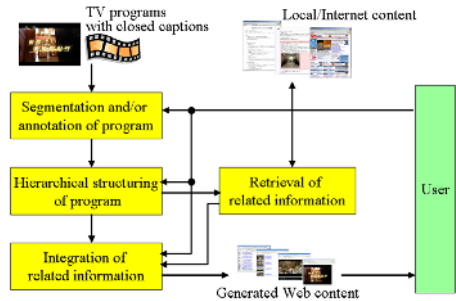 TV programs
with closed captions
Local/Internet content
Segmentation and/or
annotation of program
Hierarchical structuring
of program
Retrieval of
related information
User
Integration of
related information
Generated Web content